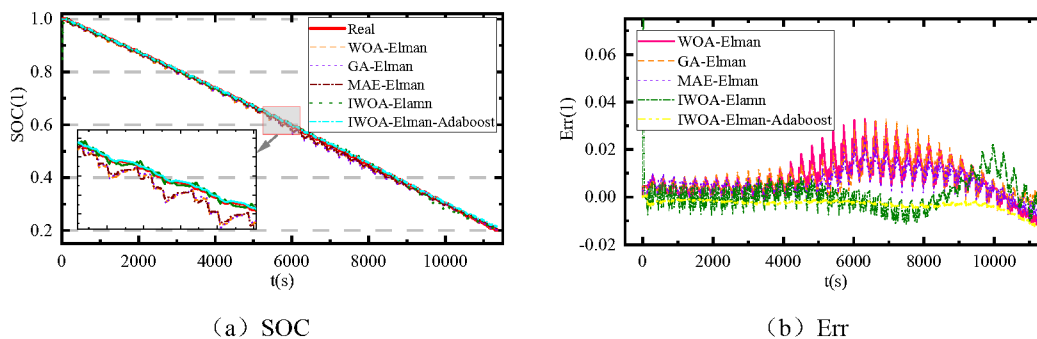 1.0
0.8
0.6
0.4
0.2
SOC(1)
Real
WOA-Elman
GA-Elman
MAE-Elman
IWOA-Elamn
IWOA-Elman-Adaboost
0
2000
4000
6000
8000
10000
t(s)
(a) SOC
0.06
0.04
0.02
0.00
-0.02
Err(1)
WOA-Elman
GA-Elman
MAE-Elman
IWOA-Elamn
IWOA-Elman-Adaboost
0
2000
4000
6000
8000
10000
t(s)
(b) Err